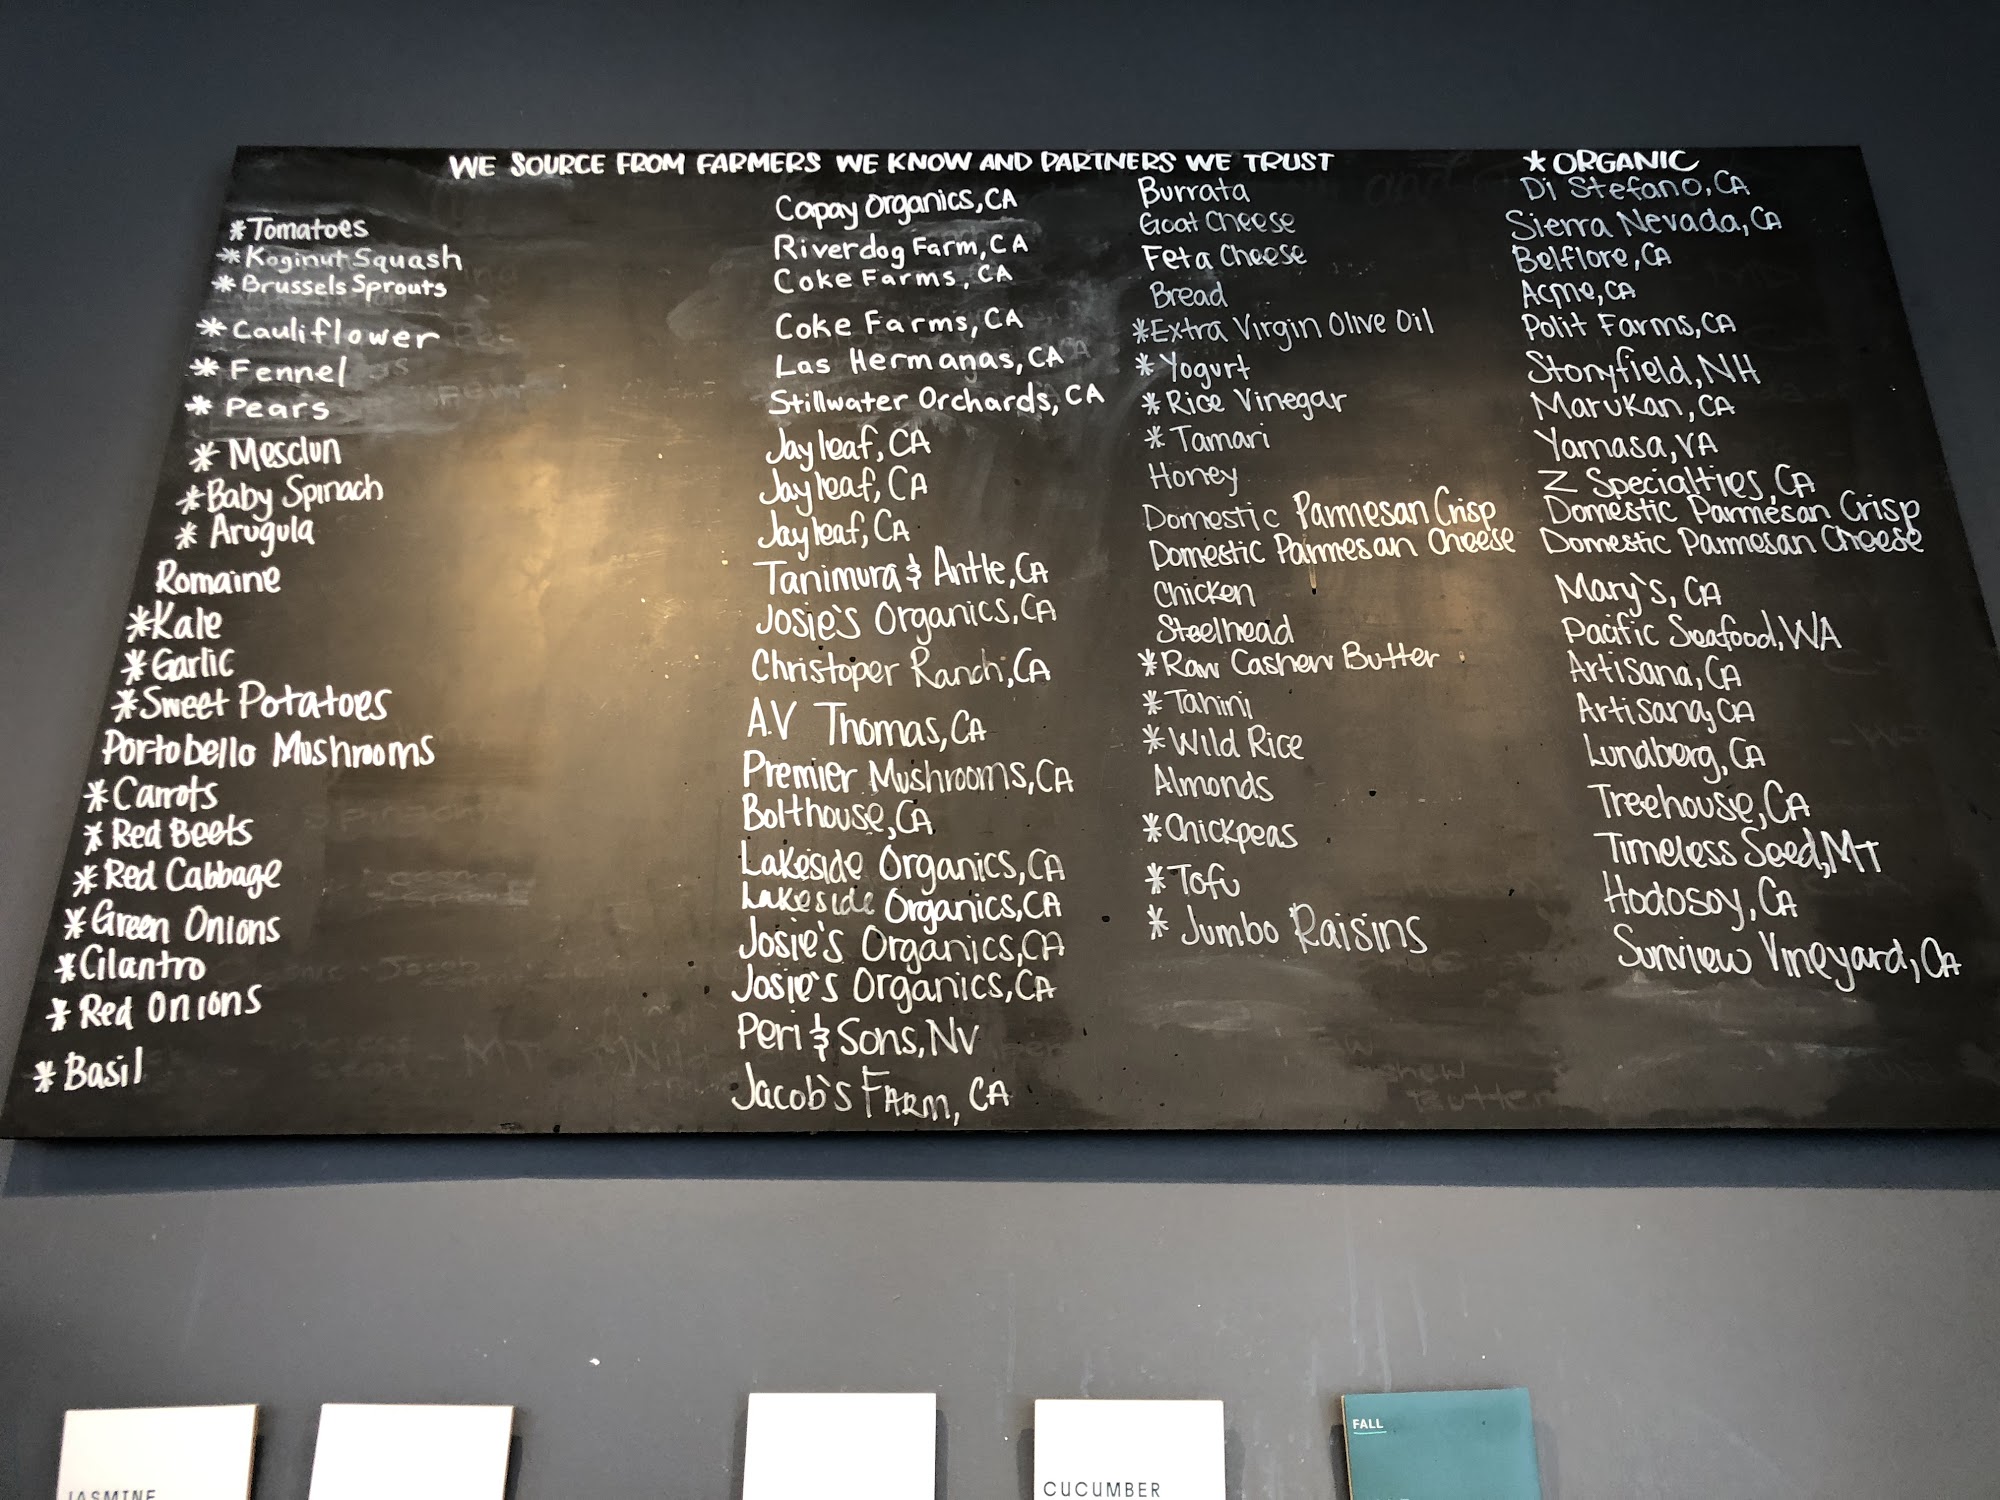 WE SOURCE FROM FARMERS WE KNOW AND PARTNERS WE TRUST
* ORGANIC
* Tomatoes Capay Organics, CA
* Koginut Squash Riverdog Farm, CA
* Brussels Sprouts Coke Farms, CA
* Cauliflower Coke Farms, CA
* Fennel Las Hermanas, CA
* Pears Stillwater Orchards, CA
* Mesclun Jayleaf, CA
* Baby Spinach Jayleaf, CA
* Arugula Jayleaf, CA
Romaine Tanimura & Antle, CA
* Kale Josie's Organics, CA
* Garlic Christoper Ranch, CA
* Sweet Potatoes A.V Thomas, CA
Portobello Mushrooms Premier Mushrooms, CA
* Carrots Bolthouse, CA
* Red Beets Lakeside Organics, CA
* Red Cabbage Lakeside Organics, CA
* Green Onions Josie's Organics, CA
* Cilantro Josie's Organics, CA
* Red Onions Peri & Sons, NV
* Basil Jacob's Farm, CA
Burrata Di Stefano, CA
Goat Cheese Sierra Nevada, CA
Feta Cheese Belfiore, CA
Bread Acme, CA
* Extra Virgin Olive Oil Polit Farms, CA
* Yogurt Stonyfield, NH
* Rice Vinegar Marukan, CA
* Tamari Yamasa, VA
Honey Z Specialties, CA
Domestic Parmesan Crisp Domestic Parmesan Crisp
Domestic Parmesan Cheese Domestic Parmesan Cheese
Chicken Mary's, CA
Steelhead Pacific Seafood, WA
* Raw Cashew Butter Artisana, CA
* Tahini Artisana, CA
* Wild Rice Lundberg, CA
Almonds Treehouse, CA
* Chickpeas Timeless Seed, MT
* Tofu Hodosoy, CA
* Jumbo Raisins Sunview Vineyard, CA
JASMINE
CUCUMBER
FALL